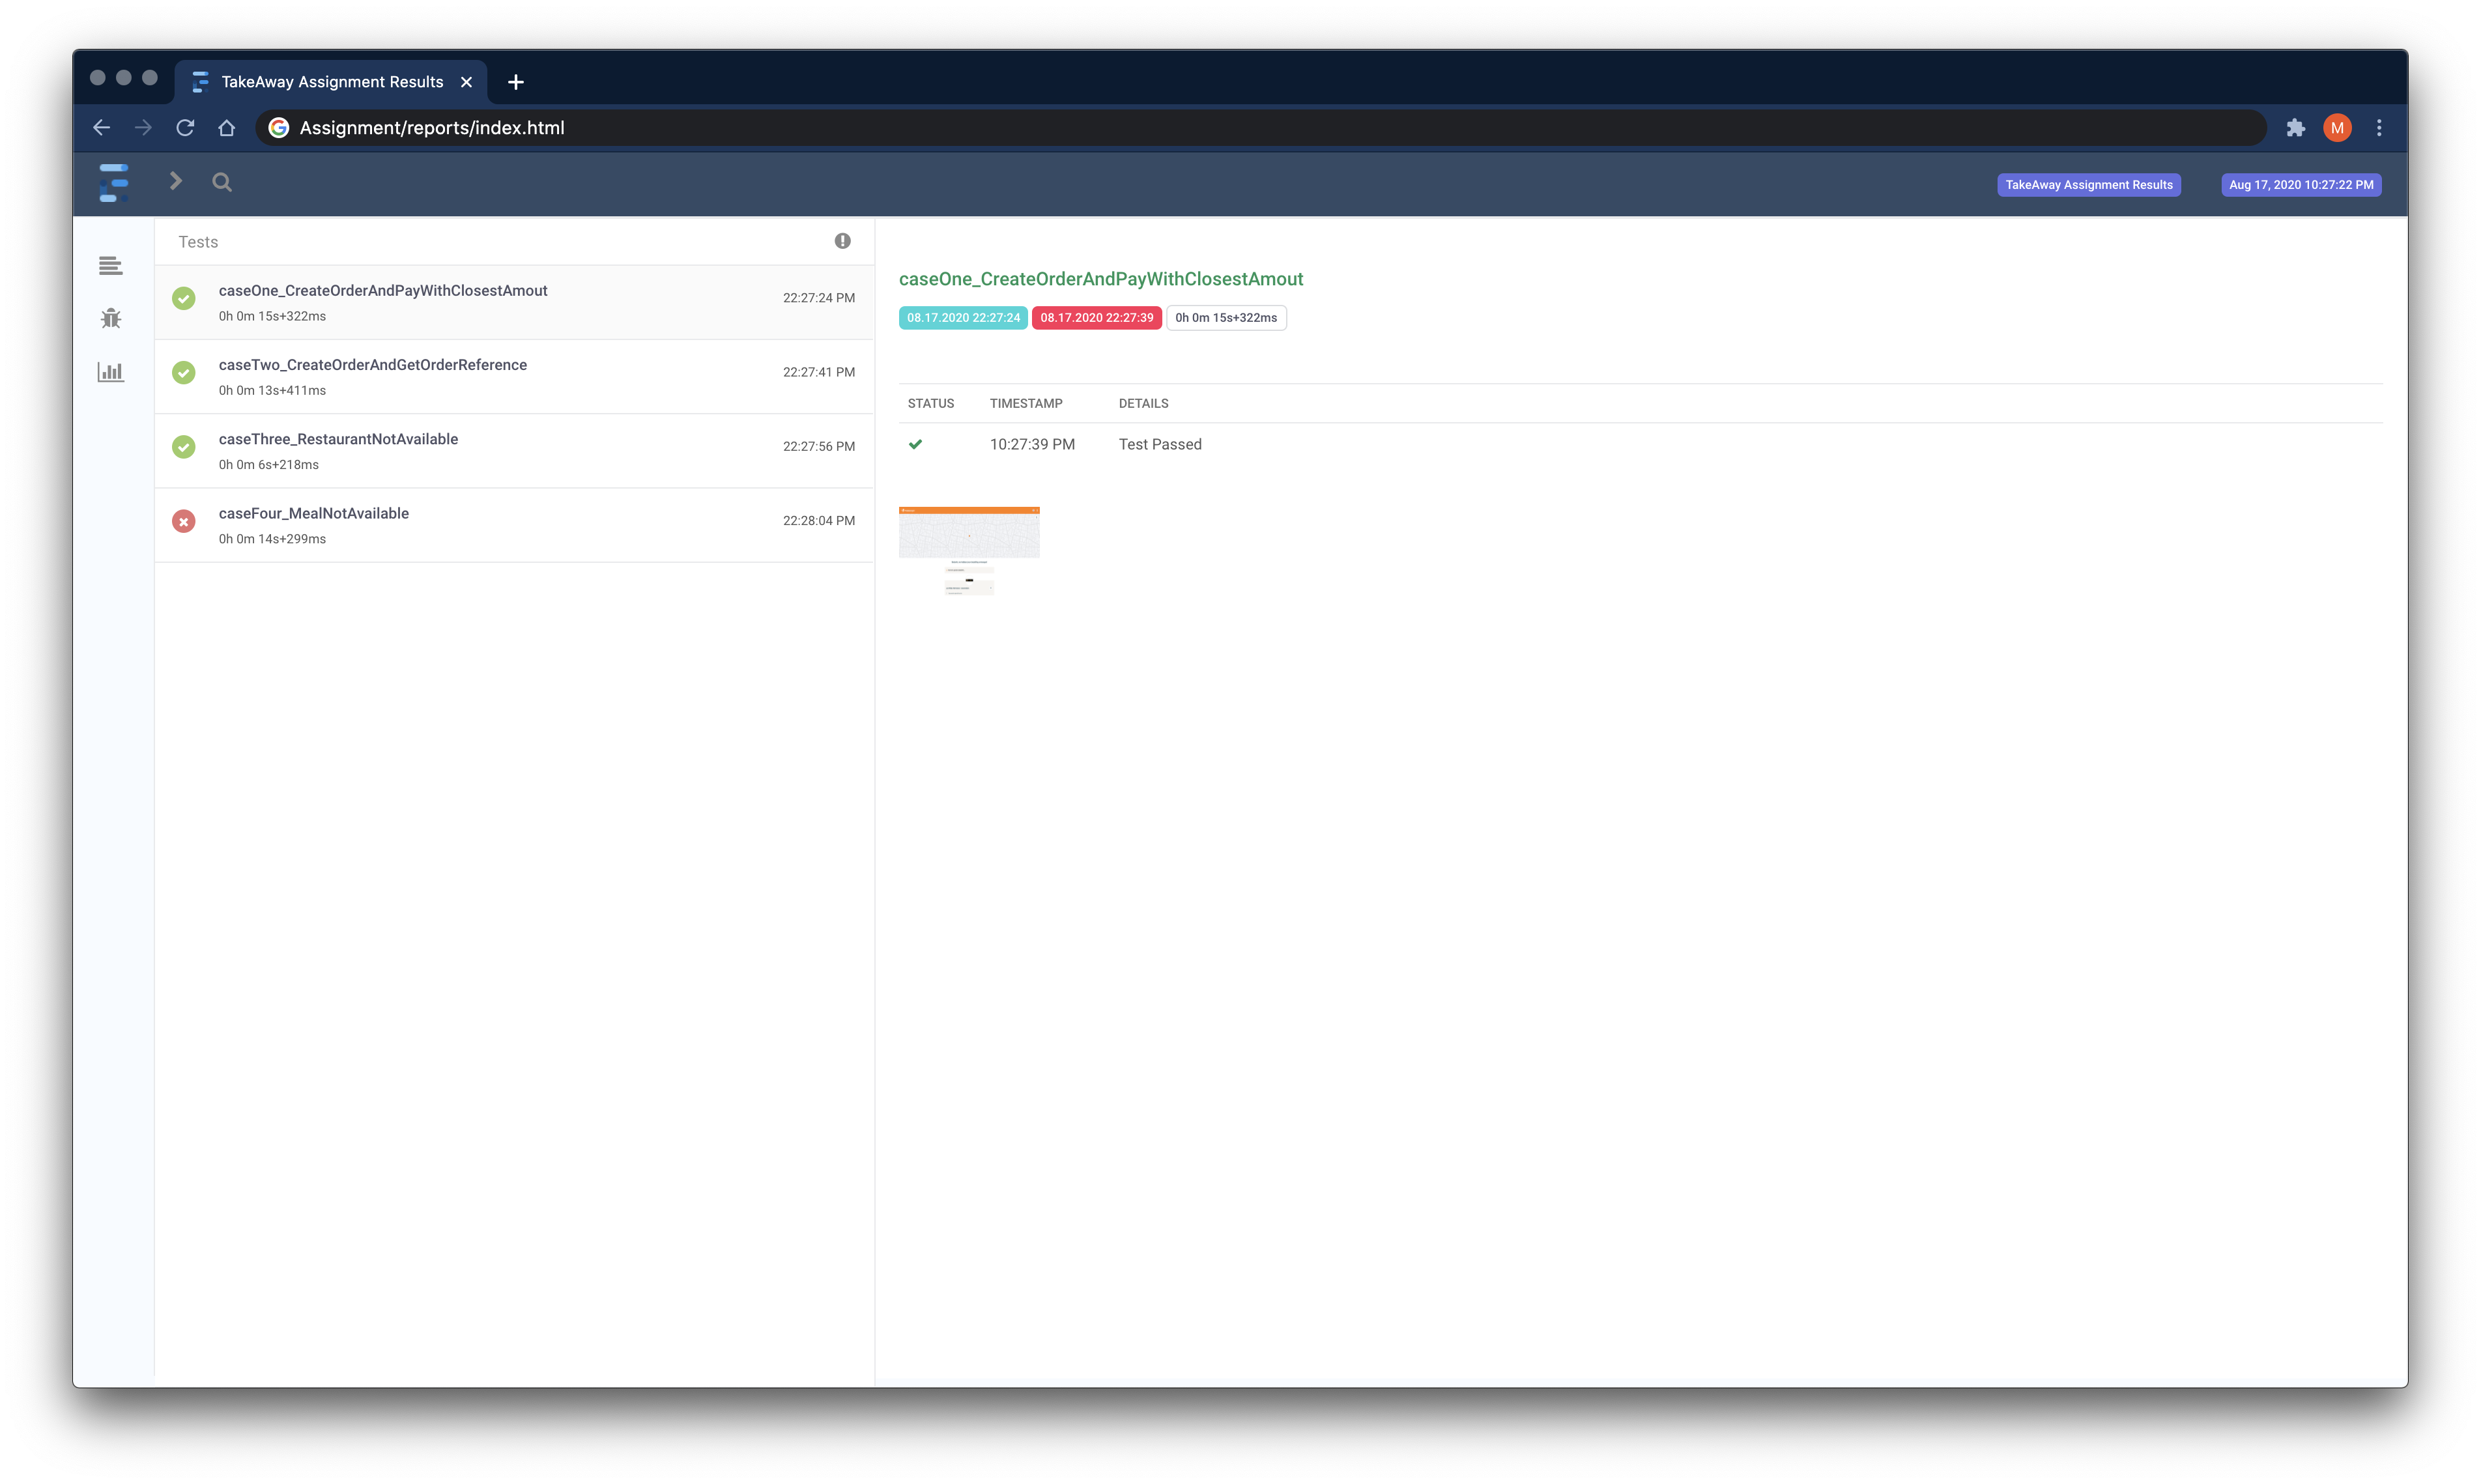 TakeAway Assignment Results
Assignment/reports/index.html
M
TakeAway Assignment Results
Aug 17, 2020 10:27:22 PM
Tests
caseOne_CreateOrderAndPayWithClosestAmout
22:27:24 PM
0h 0m 15s+322ms
caseTwo_CreateOrderAndGetOrderReference
22:27:41 PM
0h 0m 13s+411ms
caseThree_RestaurantNotAvailable
22:27:56 PM
0h 0m 6s+218ms
caseFour_MealNotAvailable
22:28:04 PM
0h 0m 14s+299ms
caseOne_CreateOrderAndPayWithClosestAmout
08.17.2020 22:27:24 08.17.2020 22:27:39 0h 0m 15s+322ms
STATUS TIMESTAMP DETAILS
10:27:39 PM Test Passed